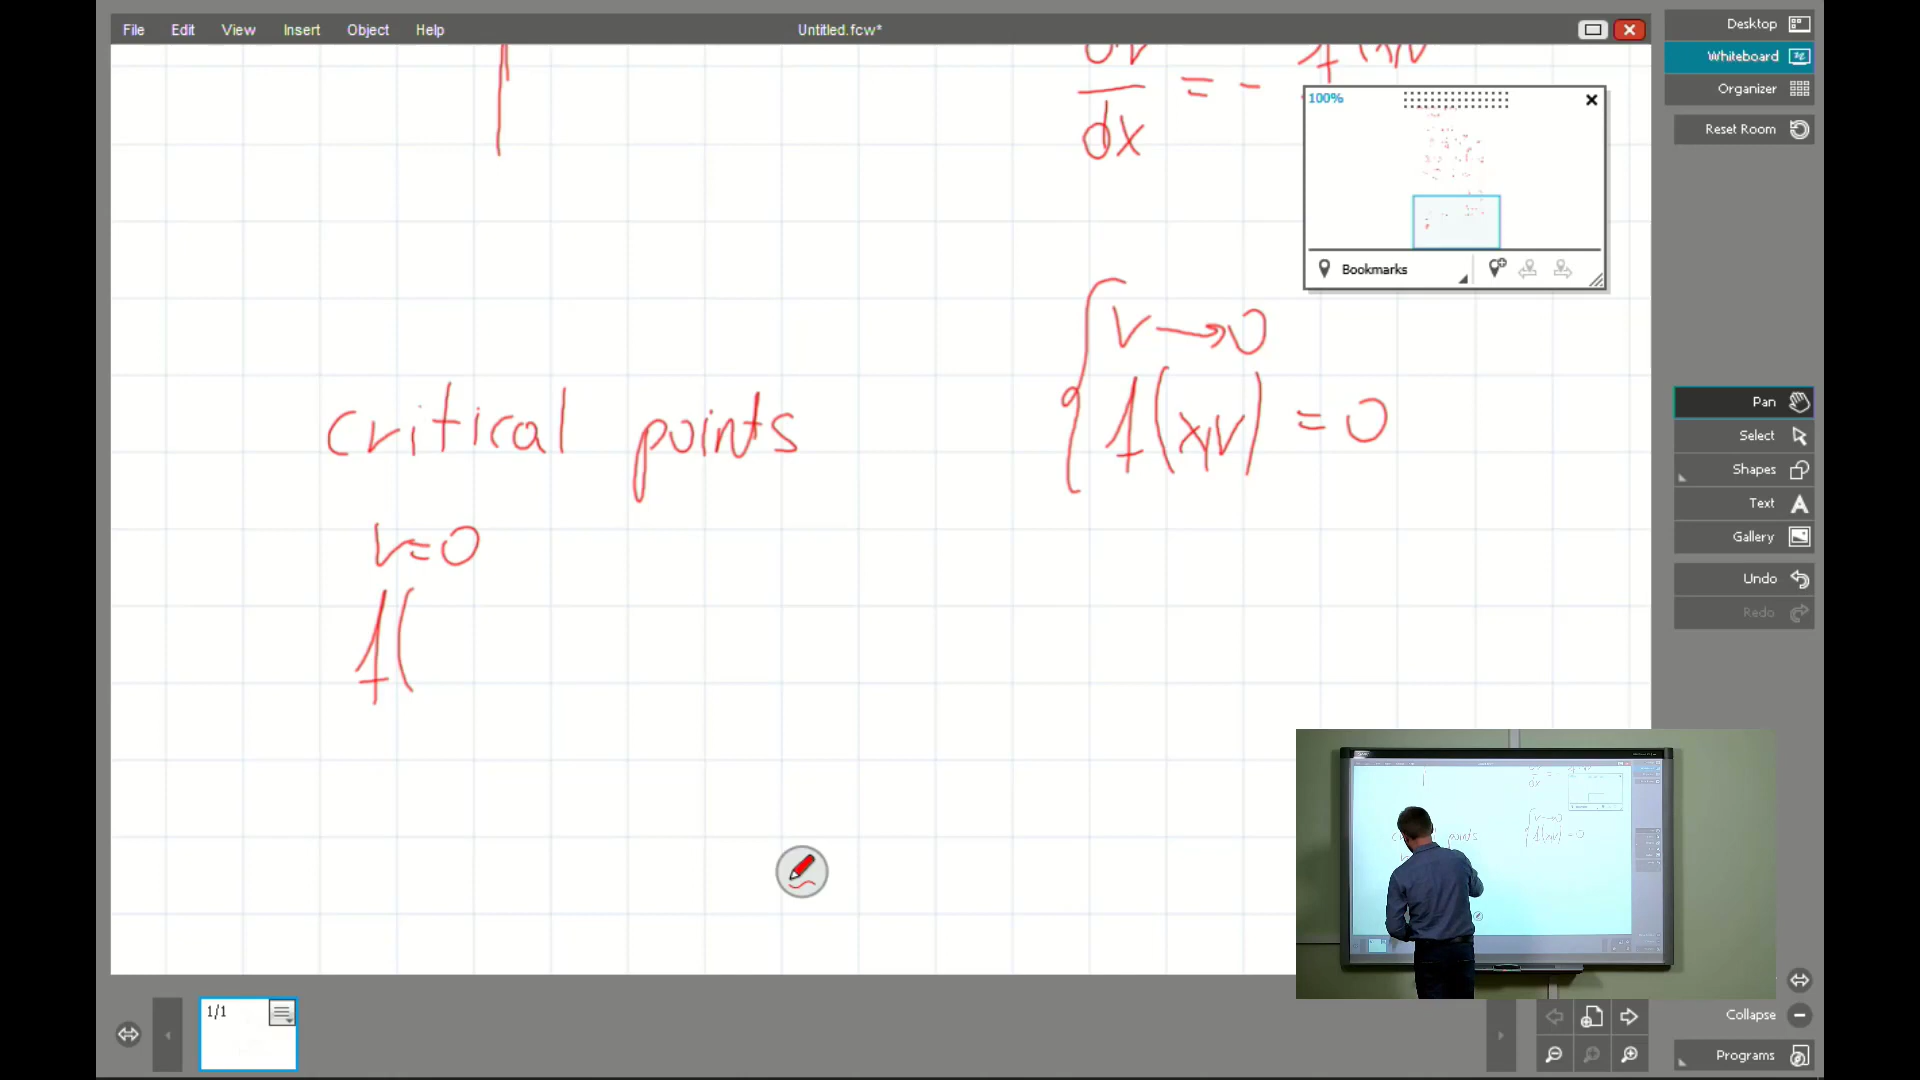 File Edit View Insert Object Help
Untitled.fcw*
Desktop
Whiteboard
Organizer
Reset Room
dv/dx = - f(x,v)
100%
Bookmarks
v → 0
f(x,v) = 0
critical points
v=0
f(
Pan
Select
Shapes
Text
Gallery
Undo
Redo
1/1
Collapse
Programs